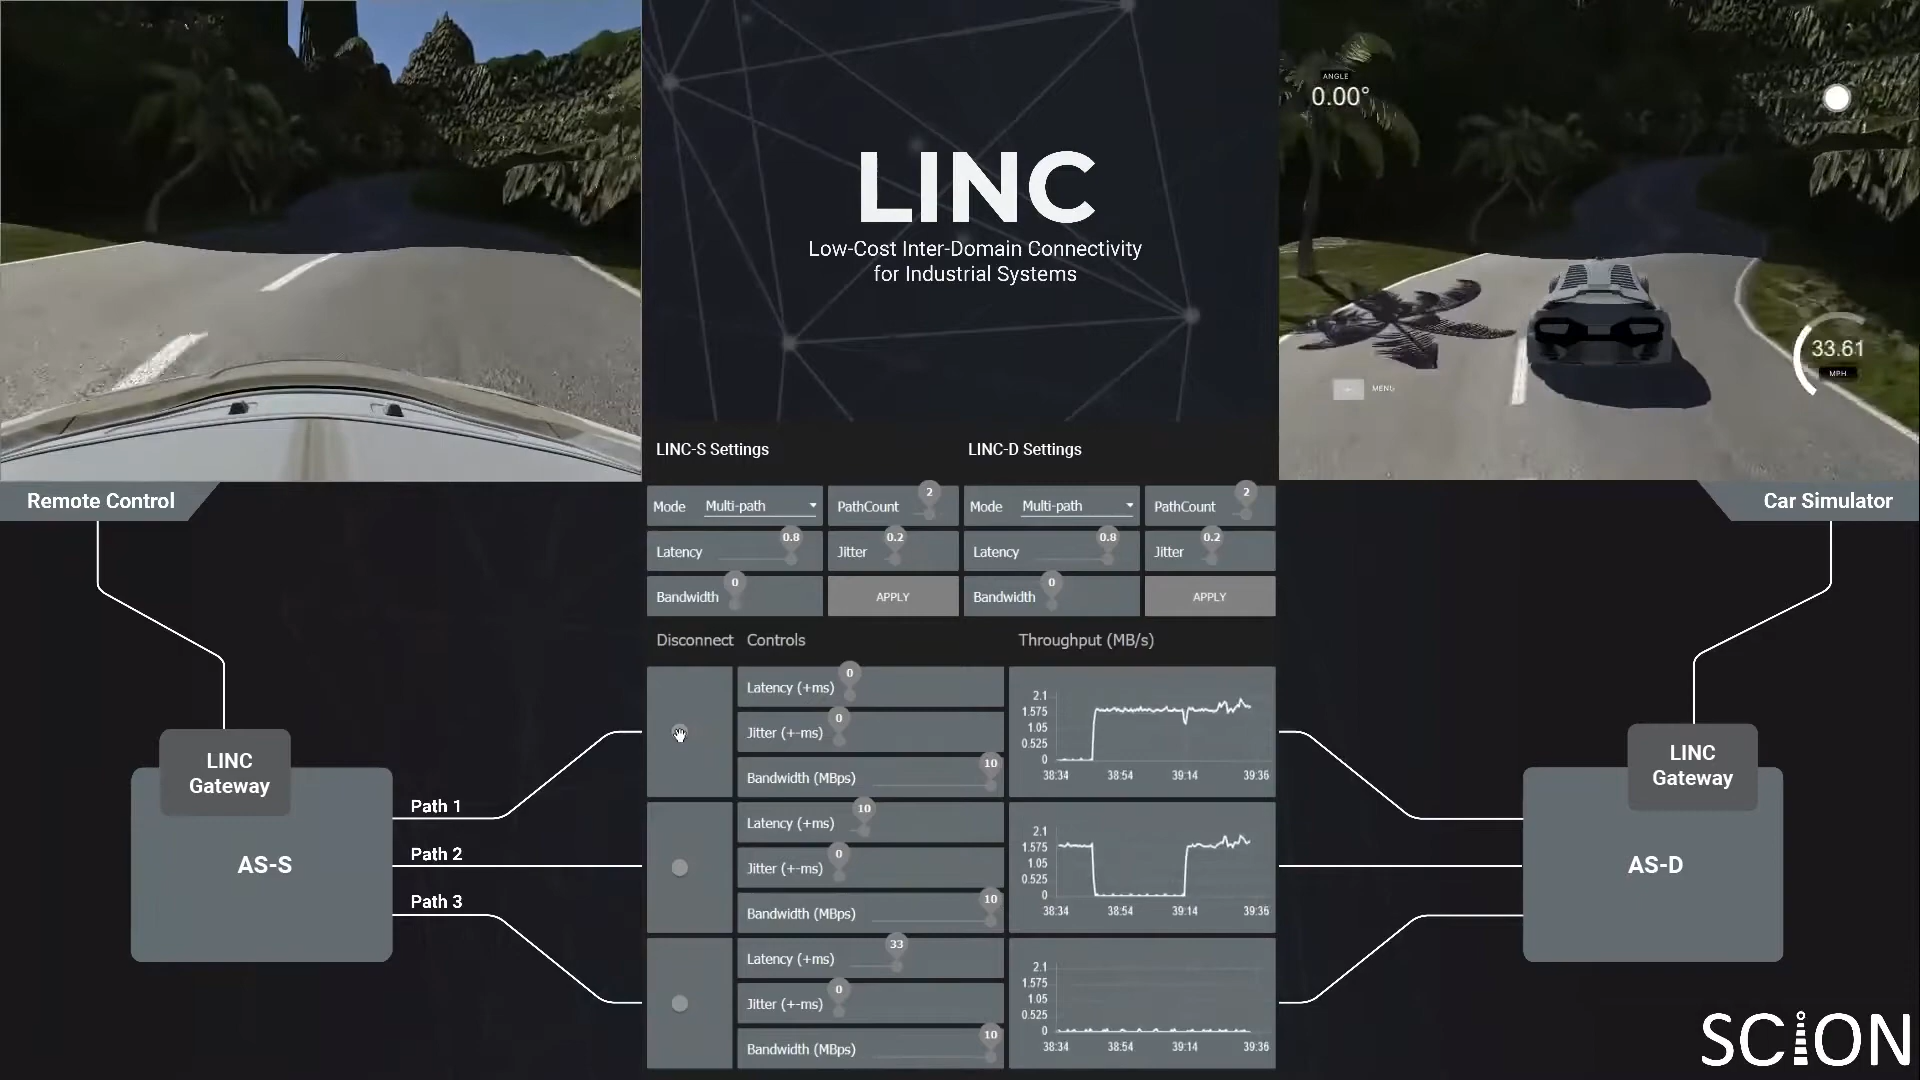 LINC
Low-Cost Inter-Domain Connectivity
for Industrial Systems
ANGLE
0.00°
33.61
MPH
MENU
Remote Control
Car Simulator
LINC-S Settings
LINC-D Settings
Mode Multi-path
PathCount 2
Mode Multi-path
PathCount 2
Latency 0.8
Jitter 0.2
Latency 0.8
Jitter 0.2
Bandwidth 0
APPLY
Bandwidth 0
APPLY
Disconnect
Controls
Throughput (MB/s)
Latency (+ms) 0
Jitter (+-ms) 0
Bandwidth (MBps) 10
2.1
1.575
1.05
0.525
0
38:34 38:54 39:14 39:36
Latency (+ms) 10
Jitter (+-ms) 0
Bandwidth (MBps) 10
2.1
1.575
1.05
0.525
0
38:34 38:54 39:14 39:36
Latency (+ms) 33
Jitter (+-ms) 0
Bandwidth (MBps) 10
2.1
1.575
1.05
0.525
0
38:34 38:54 39:14 39:36
LINC
Gateway
AS-S
Path 1
Path 2
Path 3
LINC
Gateway
AS-D
SCION